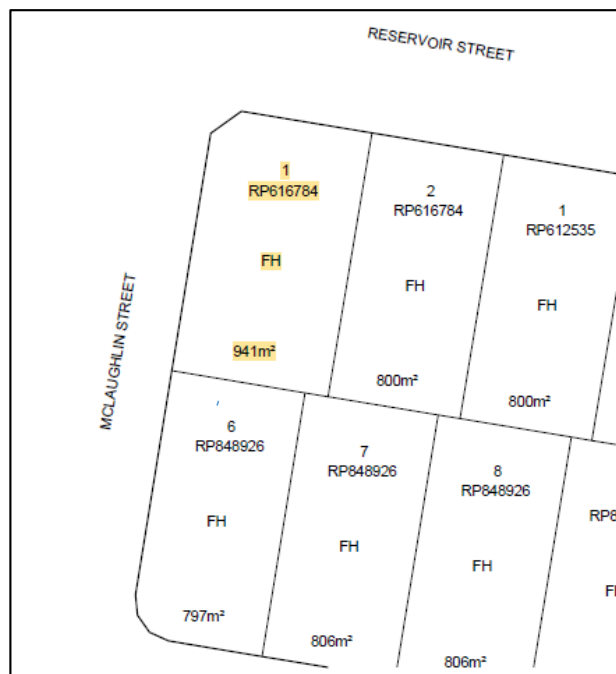 RESERVOIR STREET
1
RP616784
FH
941m²
2
RP616784
FH
800m²
1
RP612535
FH
800m²
MCLAUGHLIN STREET
6
RP848926
FH
797m²
7
RP848926
FH
806m²
8
RP848926
FH
806m²